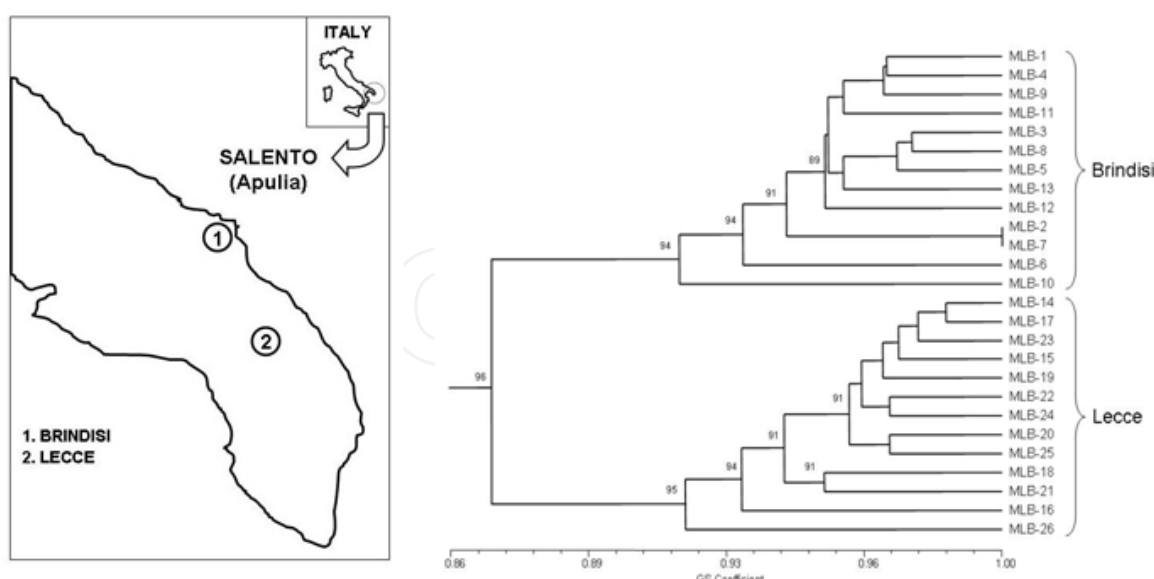 ITALY
SALENTO
(Apulia)
1
2
1. BRINDISI
2. LECCE
MLB-1
MLB-4
MLB-9
MLB-11
MLB-3
MLB-8
MLB-5
MLB-13
MLB-12
MLB-2
MLB-7
MLB-6
MLB-10
Brindisi
MLB-14
MLB-17
MLB-23
MLB-15
MLB-19
MLB-22
MLB-24
MLB-20
MLB-25
MLB-18
MLB-21
MLB-16
MLB-26
Lecce
89
91
94
94
96
91
91
94
91
95
0.86 0.89 0.93 0.96 1.00
GS Coefficient